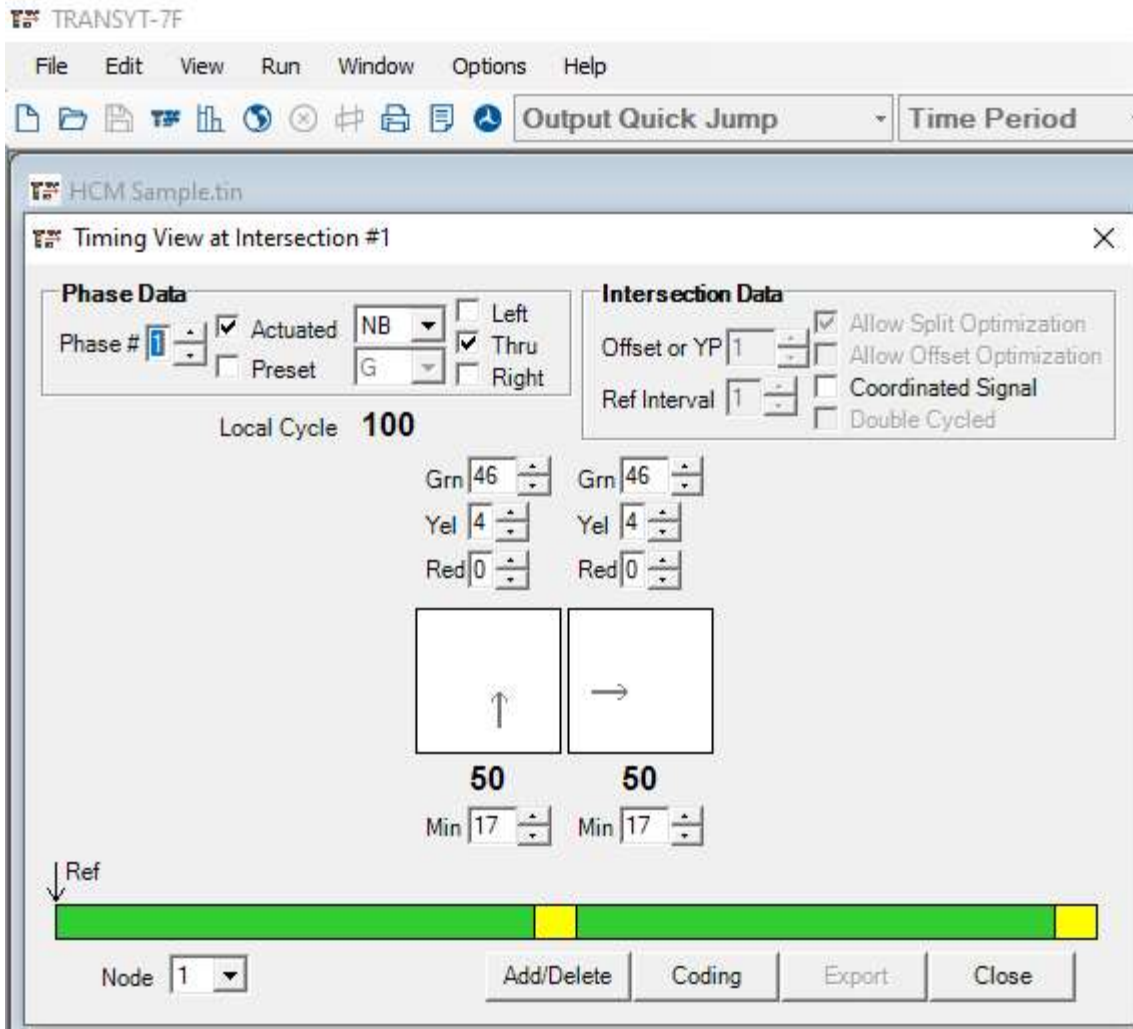 TRANSYT-7F
File Edit View Run Window Options Help
T7F Output Quick Jump Time Period
HCM Sample.tin
Timing View at Intersection #1
Phase Data
Phase # 1
Actuated
Preset
NB
G
Left
Thru
Right
Intersection Data
Offset or YP 1
Ref Interval 1
Allow Split Optimization
Allow Offset Optimization
Coordinated Signal
Double Cycled
Local Cycle 100
Grn 46 Grn 46
Yel 4 Yel 4
Red 0 Red 0
50 50
Min 17 Min 17
Ref
Node 1 Add/Delete Coding Export Close